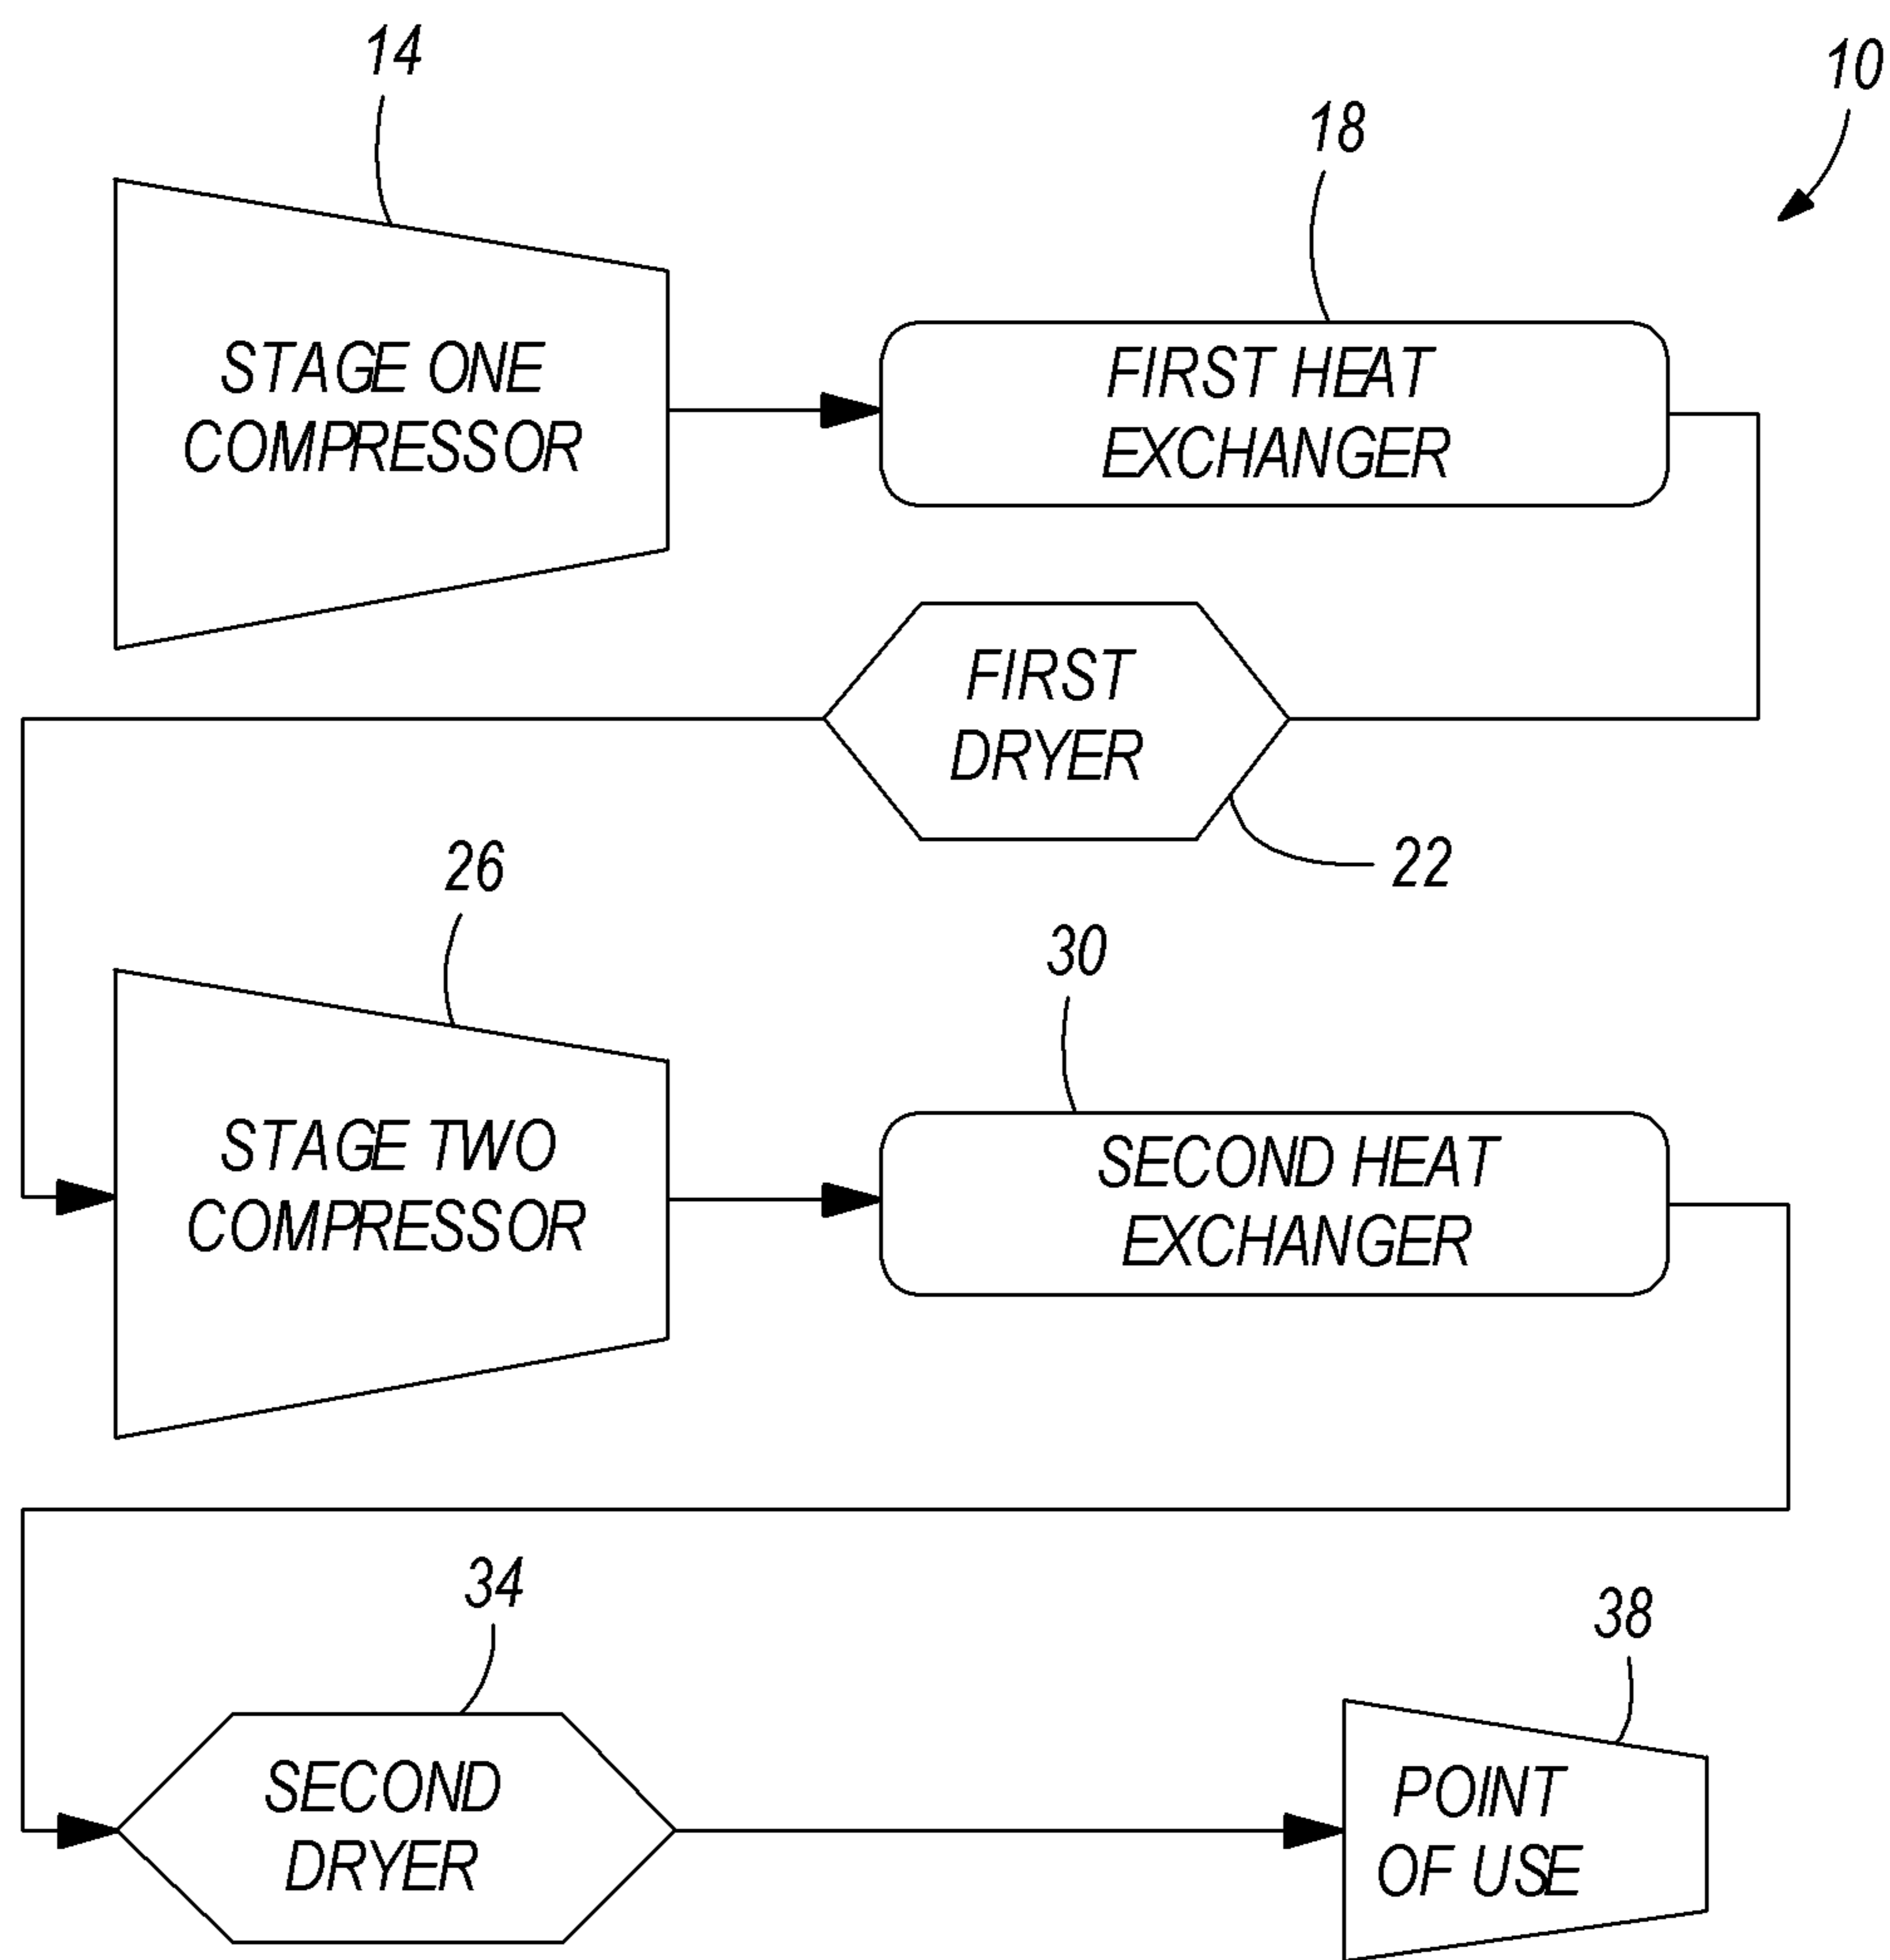 14
10
18
STAGE ONE
COMPRESSOR
FIRST HEAT
EXCHANGER
FIRST
DRYER
22
26
30
STAGE TWO
COMPRESSOR
SECOND HEAT
EXCHANGER
34
38
SECOND
DRYER
POINT
OF USE